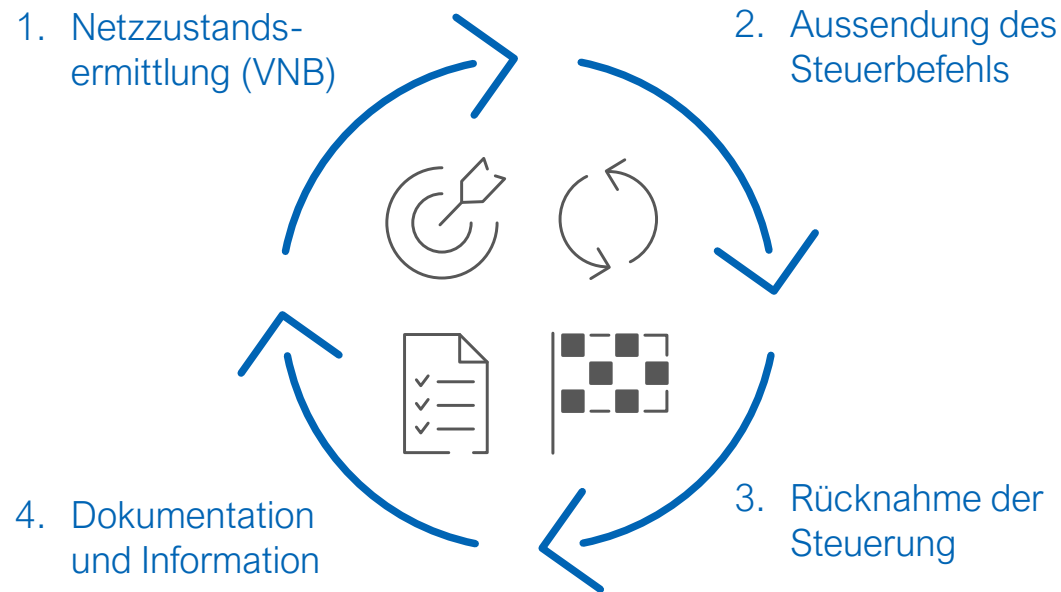 1. Netzzustands-
ermittlung (VNB)
2. Aussendung des
Steuerbefehls
3. Rücknahme der
Steuerung
4. Dokumentation
und Information